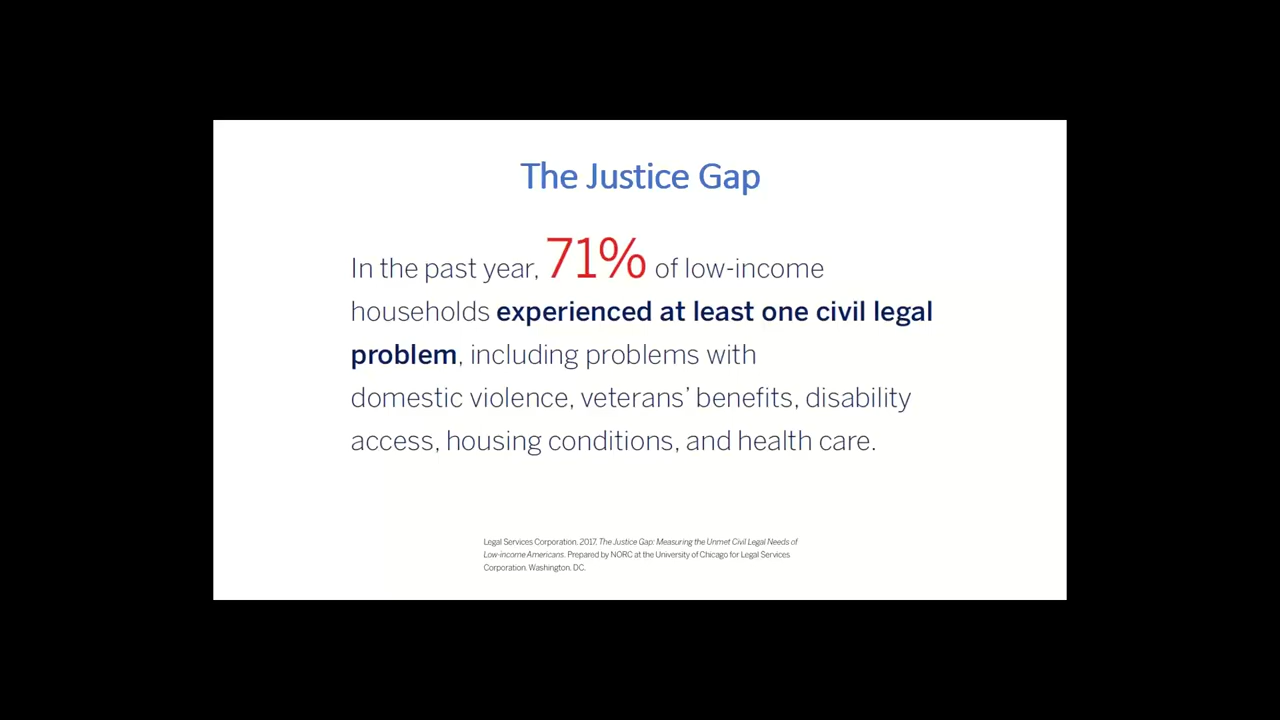 The Justice Gap
In the past year, 71% of low-income
households experienced at least one civil legal
problem, including problems with
domestic violence, veterans’ benefits, disability
access, housing conditions, and health care.
Legal Services Corporation, 2017, The Justice Gap: Measuring the Unmet Civil Legal Needs of
Low-income Americans. Prepared by NORC at the University of Chicago for Legal Services
Corporation. Washington. DC.